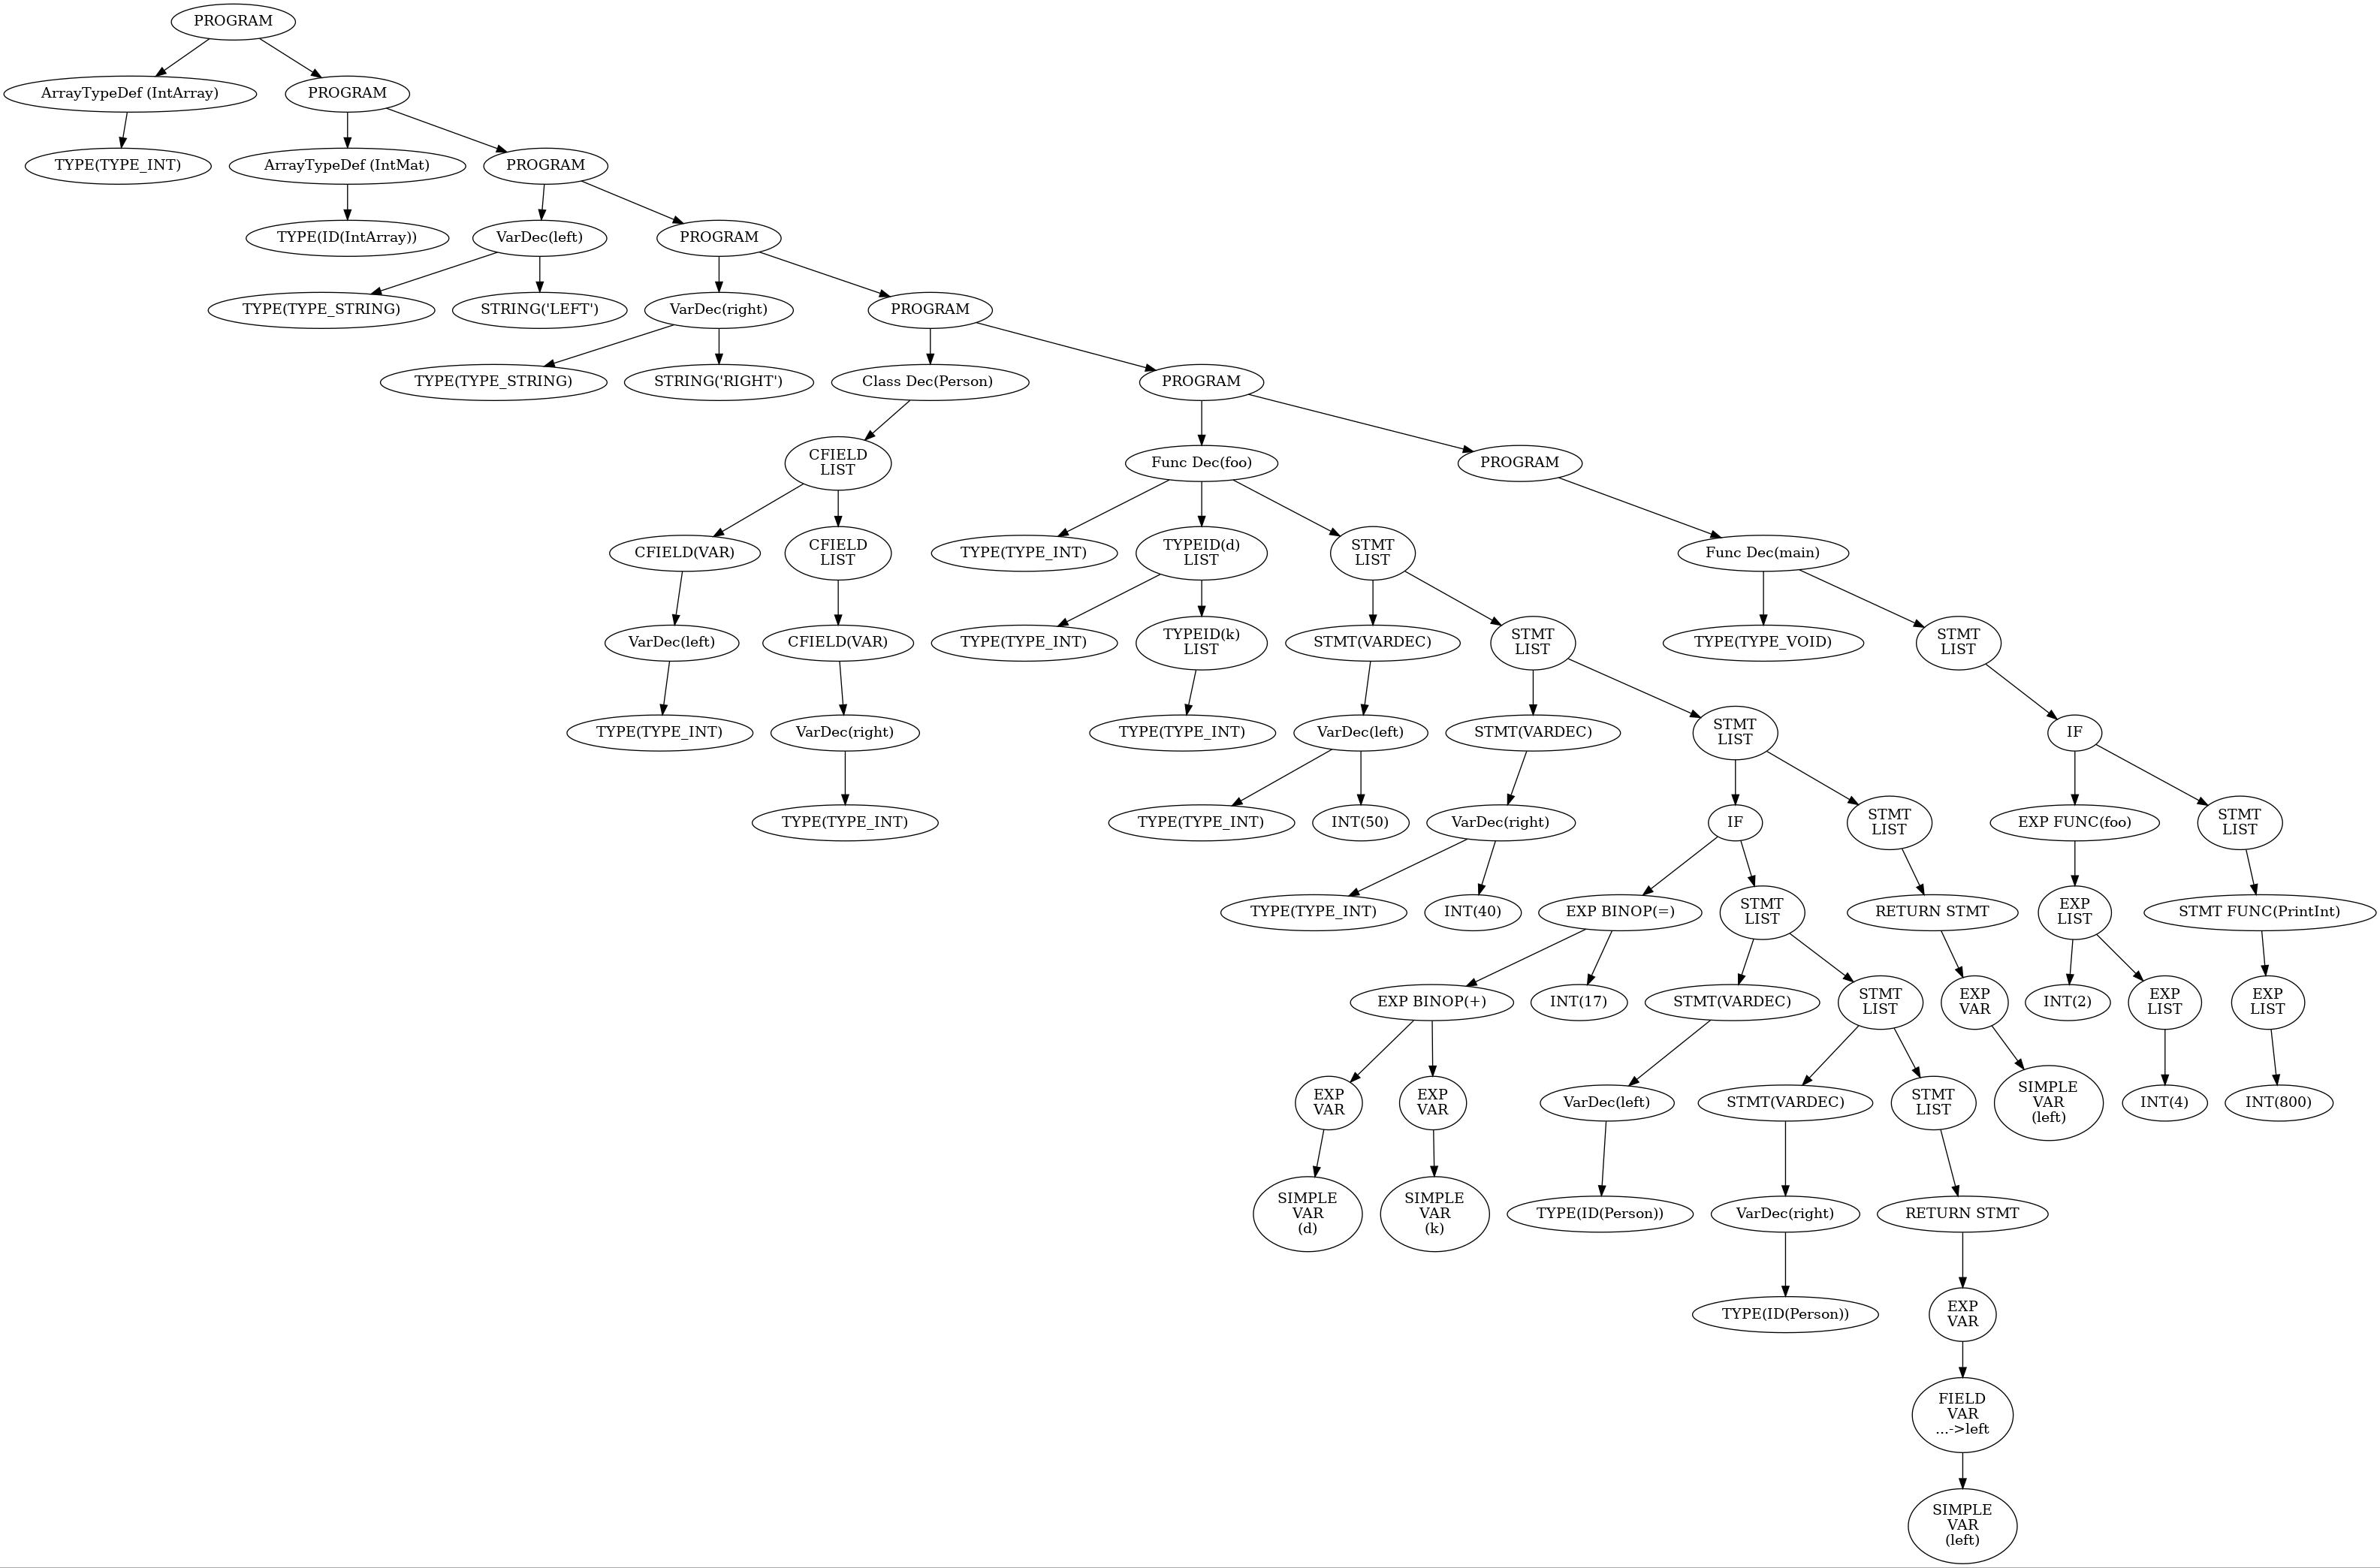 PROGRAM
ArrayTypeDef (IntArray)
PROGRAM
TYPE(TYPE_INT)
ArrayTypeDef (IntMat)
PROGRAM
TYPE(ID(IntArray))
VarDec(left)
PROGRAM
TYPE(TYPE_STRING)
STRING('LEFT')
VarDec(right)
PROGRAM
TYPE(TYPE_STRING)
STRING('RIGHT')
Class Dec(Person)
PROGRAM
CFIELD
LIST
Func Dec(foo)
PROGRAM
CFIELD(VAR)
CFIELD
LIST
TYPE(TYPE_INT)
TYPEID(d)
LIST
STMT
LIST
Func Dec(main)
VarDec(left)
CFIELD(VAR)
TYPE(TYPE_INT)
TYPEID(k)
LIST
STMT(VARDEC)
STMT
LIST
TYPE(TYPE_VOID)
STMT
LIST
TYPE(TYPE_INT)
VarDec(right)
TYPE(TYPE_INT)
VarDec(left)
STMT(VARDEC)
STMT
LIST
IF
TYPE(TYPE_INT)
TYPE(TYPE_INT)
INT(50)
VarDec(right)
IF
STMT
LIST
EXP FUNC(foo)
STMT
LIST
TYPE(TYPE_INT)
INT(40)
EXP BINOP(=)
STMT
LIST
RETURN STMT
EXP
LIST
STMT FUNC(PrintInt)
EXP BINOP(+)
INT(17)
STMT(VARDEC)
STMT
LIST
EXP
VAR
INT(2)
EXP
LIST
EXP
LIST
EXP
VAR
EXP
VAR
VarDec(left)
STMT(VARDEC)
STMT
LIST
SIMPLE
VAR
(left)
INT(4)
INT(800)
SIMPLE
VAR
(d)
SIMPLE
VAR
(k)
TYPE(ID(Person))
VarDec(right)
RETURN STMT
TYPE(ID(Person))
EXP
VAR
FIELD
VAR
...->left
SIMPLE
VAR
(left)